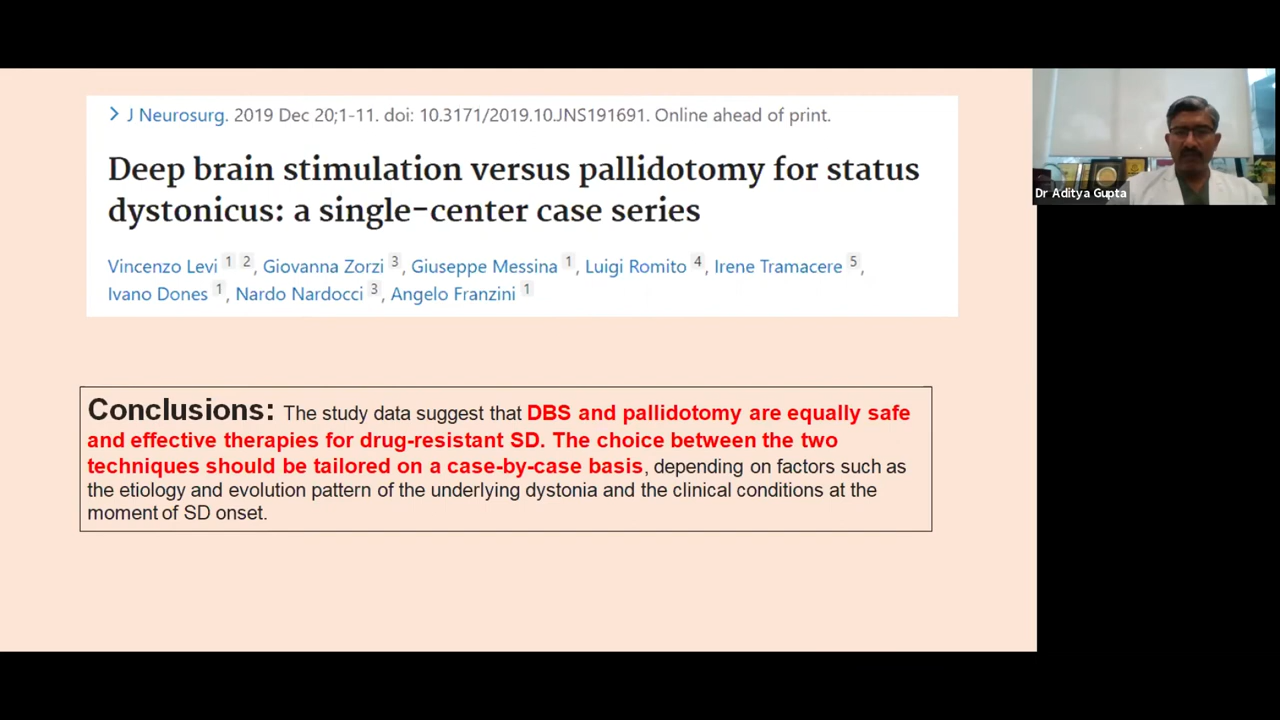 > J Neurosurg. 2019 Dec 20;1-11. doi: 10.3171/2019.10.JNS191691. Online ahead of print.
Deep brain stimulation versus pallidotomy for status
dystonicus: a single-center case series
Vincenzo Levi 1 2, Giovanna Zorzi 3, Giuseppe Messina 1, Luigi Romito 4, Irene Tramacere 5,
Ivano Dones 1, Nardo Nardocci 3, Angelo Franzini 1
Conclusions: The study data suggest that DBS and pallidotomy are equally safe
and effective therapies for drug-resistant SD. The choice between the two
techniques should be tailored on a case-by-case basis, depending on factors such as
the etiology and evolution pattern of the underlying dystonia and the clinical conditions at the
moment of SD onset.
Dr Aditya Gupta